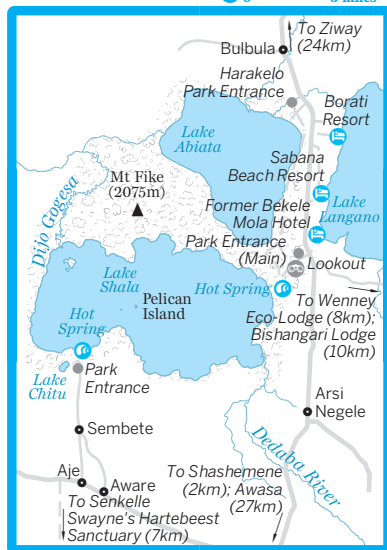 To Ziway
(24km)
Bulbula
Harakelo
Park Entrance
Borati
Resort
Lake
Abiata
Sabana
Beach Resort
Mt Fike
(2075m)
Former Bekele
Mola Hotel
Lake
Langano
Dijo Gogesa
Park Entrance
(Main)
Lookout
Lake
Shala
Pelican
Island
Hot Spring
Hot
Spring
To Wenney
Eco-Lodge (8km);
Bishangari Lodge
(10km)
Park
Entrance
Lake
Chitu
Arsi
Negele
Sembete
Dedaba River
Aje
Aware
To Shashemene
(2km); Awasa
(27km)
To Senkelle
Swayne's Hartebeest
Sanctuary (7km)